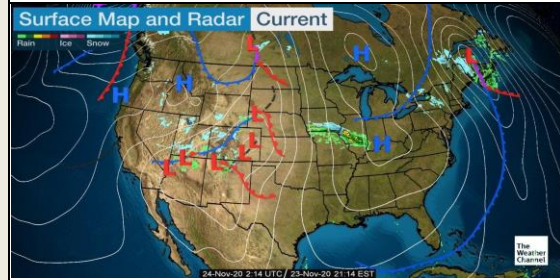 Surface Map and Radar Current
Rain Ice Snow
L
H
L
H
H
H
L
L
L
H
L
L
L
L
The
Weather
Channel
24-Nov-20 2:14 UTC/ 23-Nov-20 21:14 EST